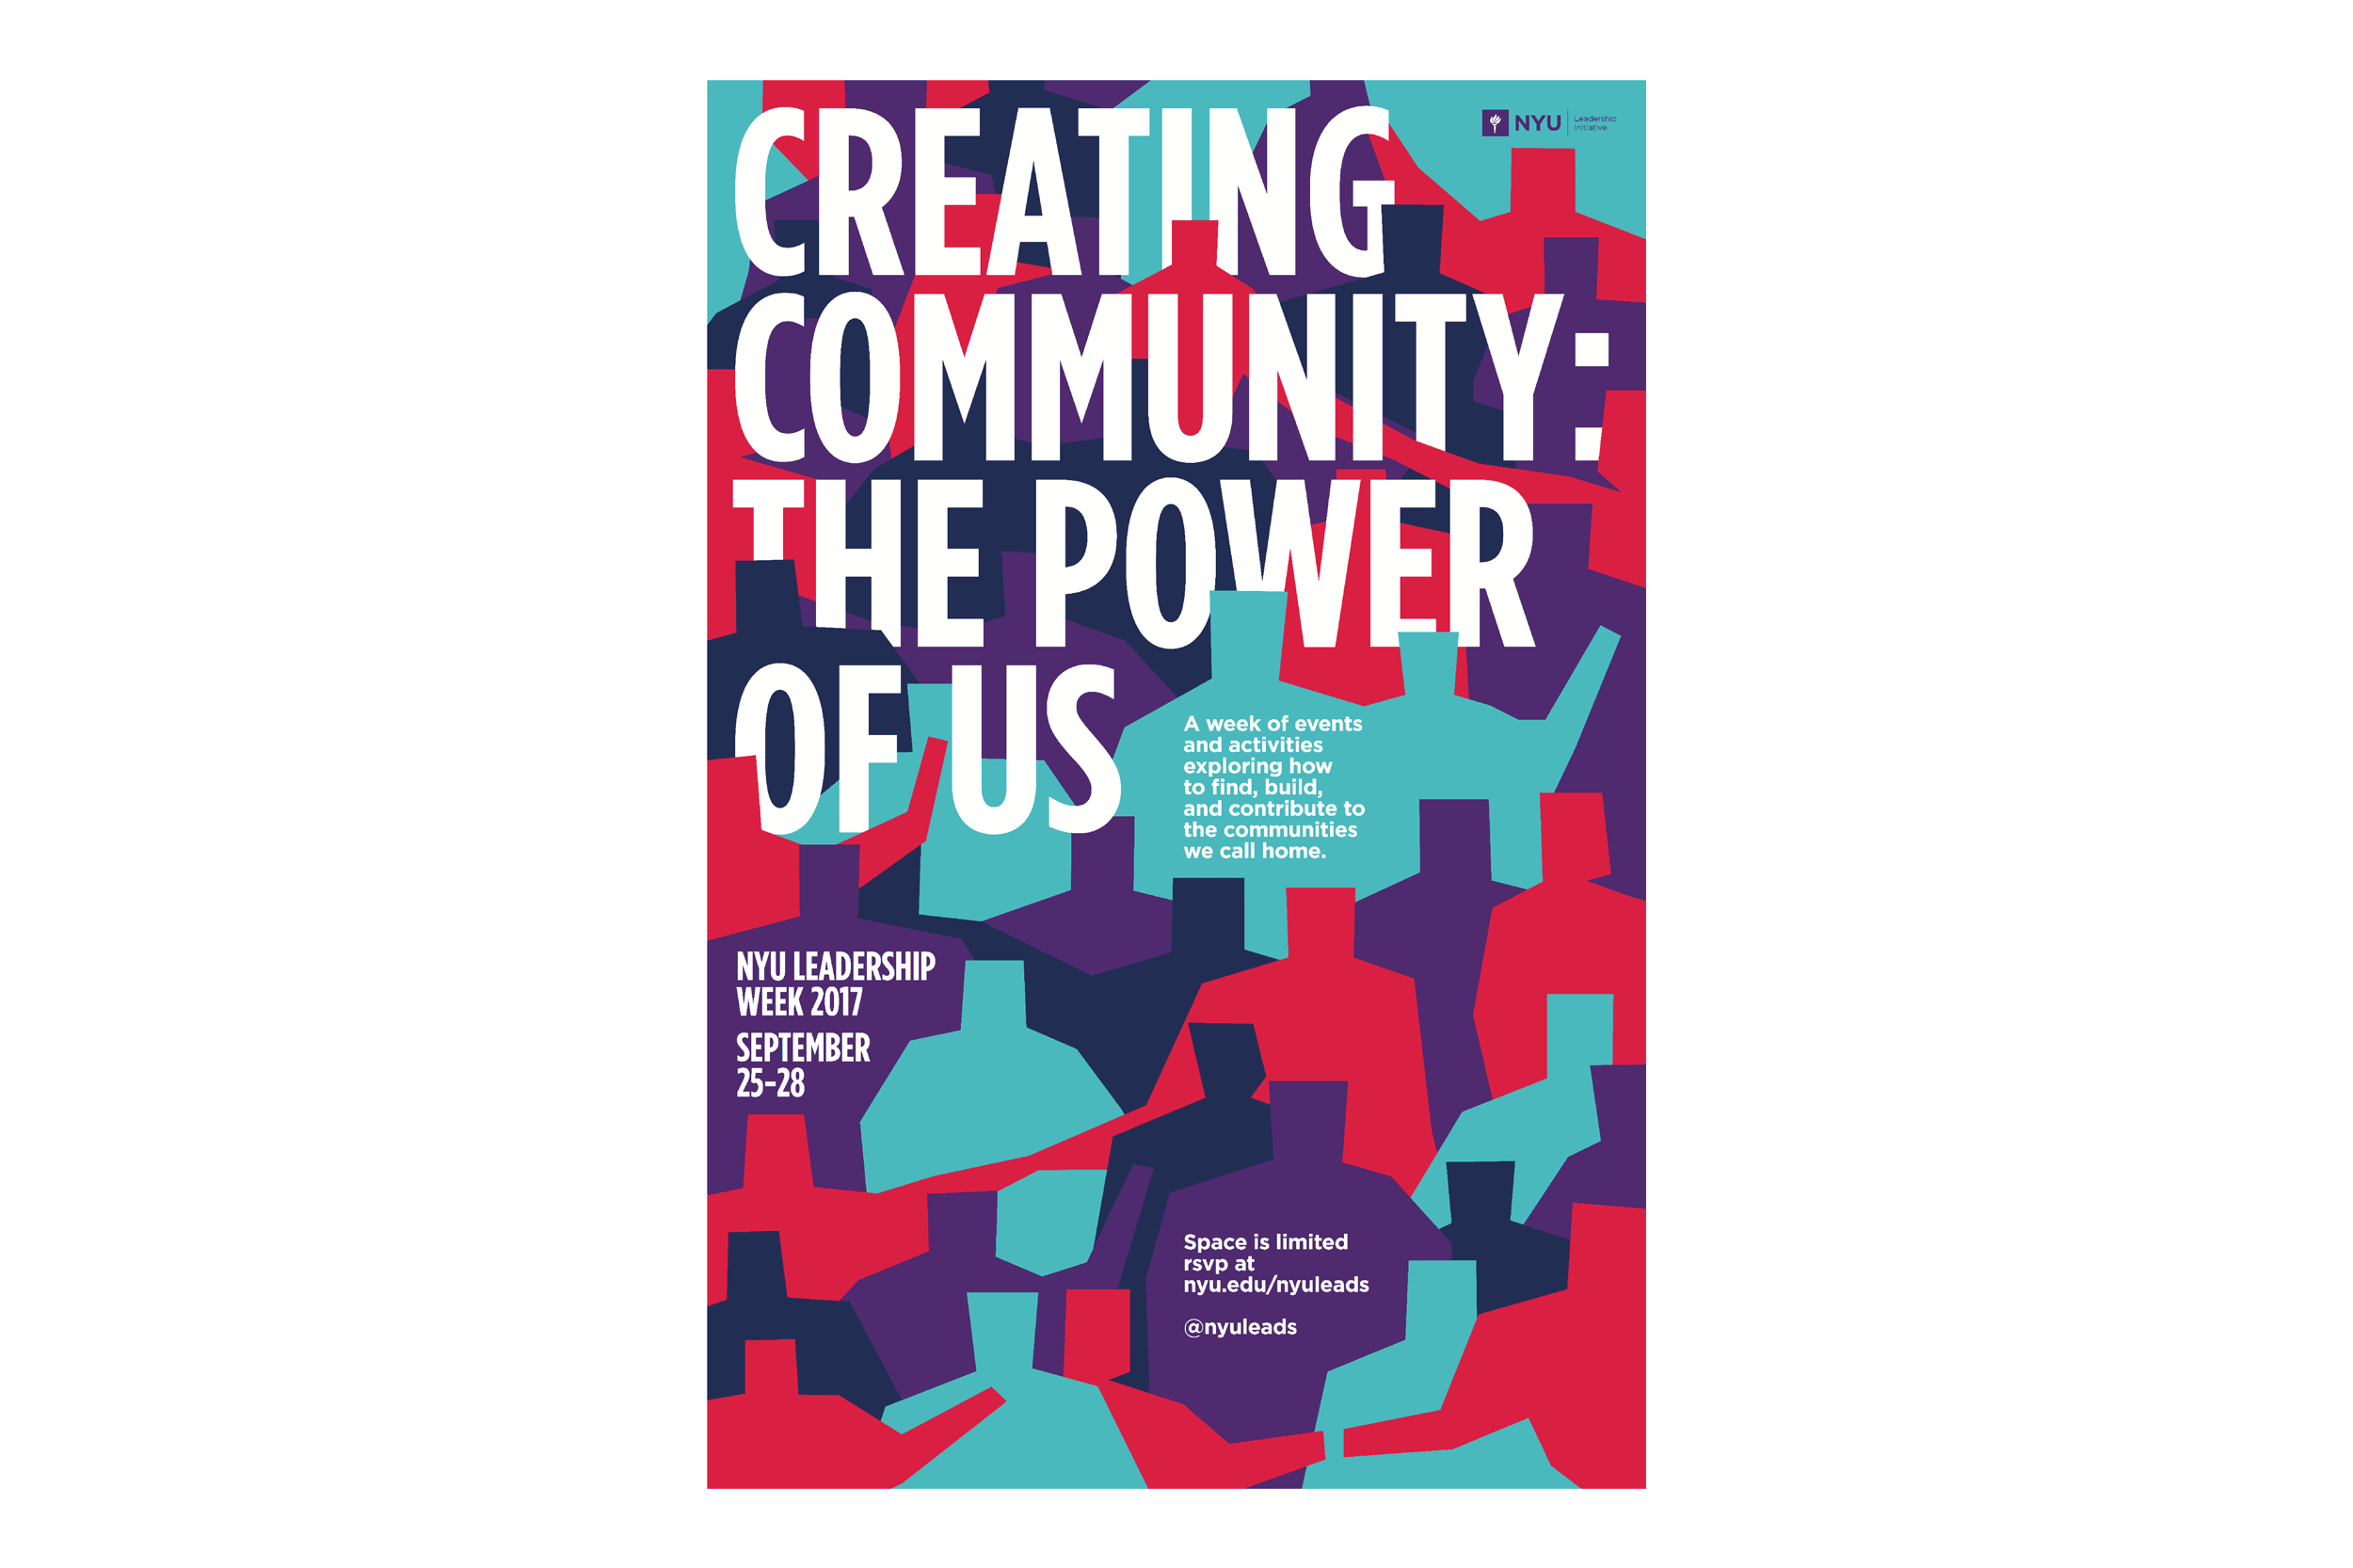 CREATING
COMMUNITY:
THE POWER
OF US
NYU
Leadership
Initiative
A week of events
and activities
exploring how
to find, build,
and contribute to
the communities
we call home.
NYU LEADERSHIP
WEEK 2017
SEPTEMBER
25–28
Space is limited
rsvp at
nyu.edu/nyuleads
@nyuleads